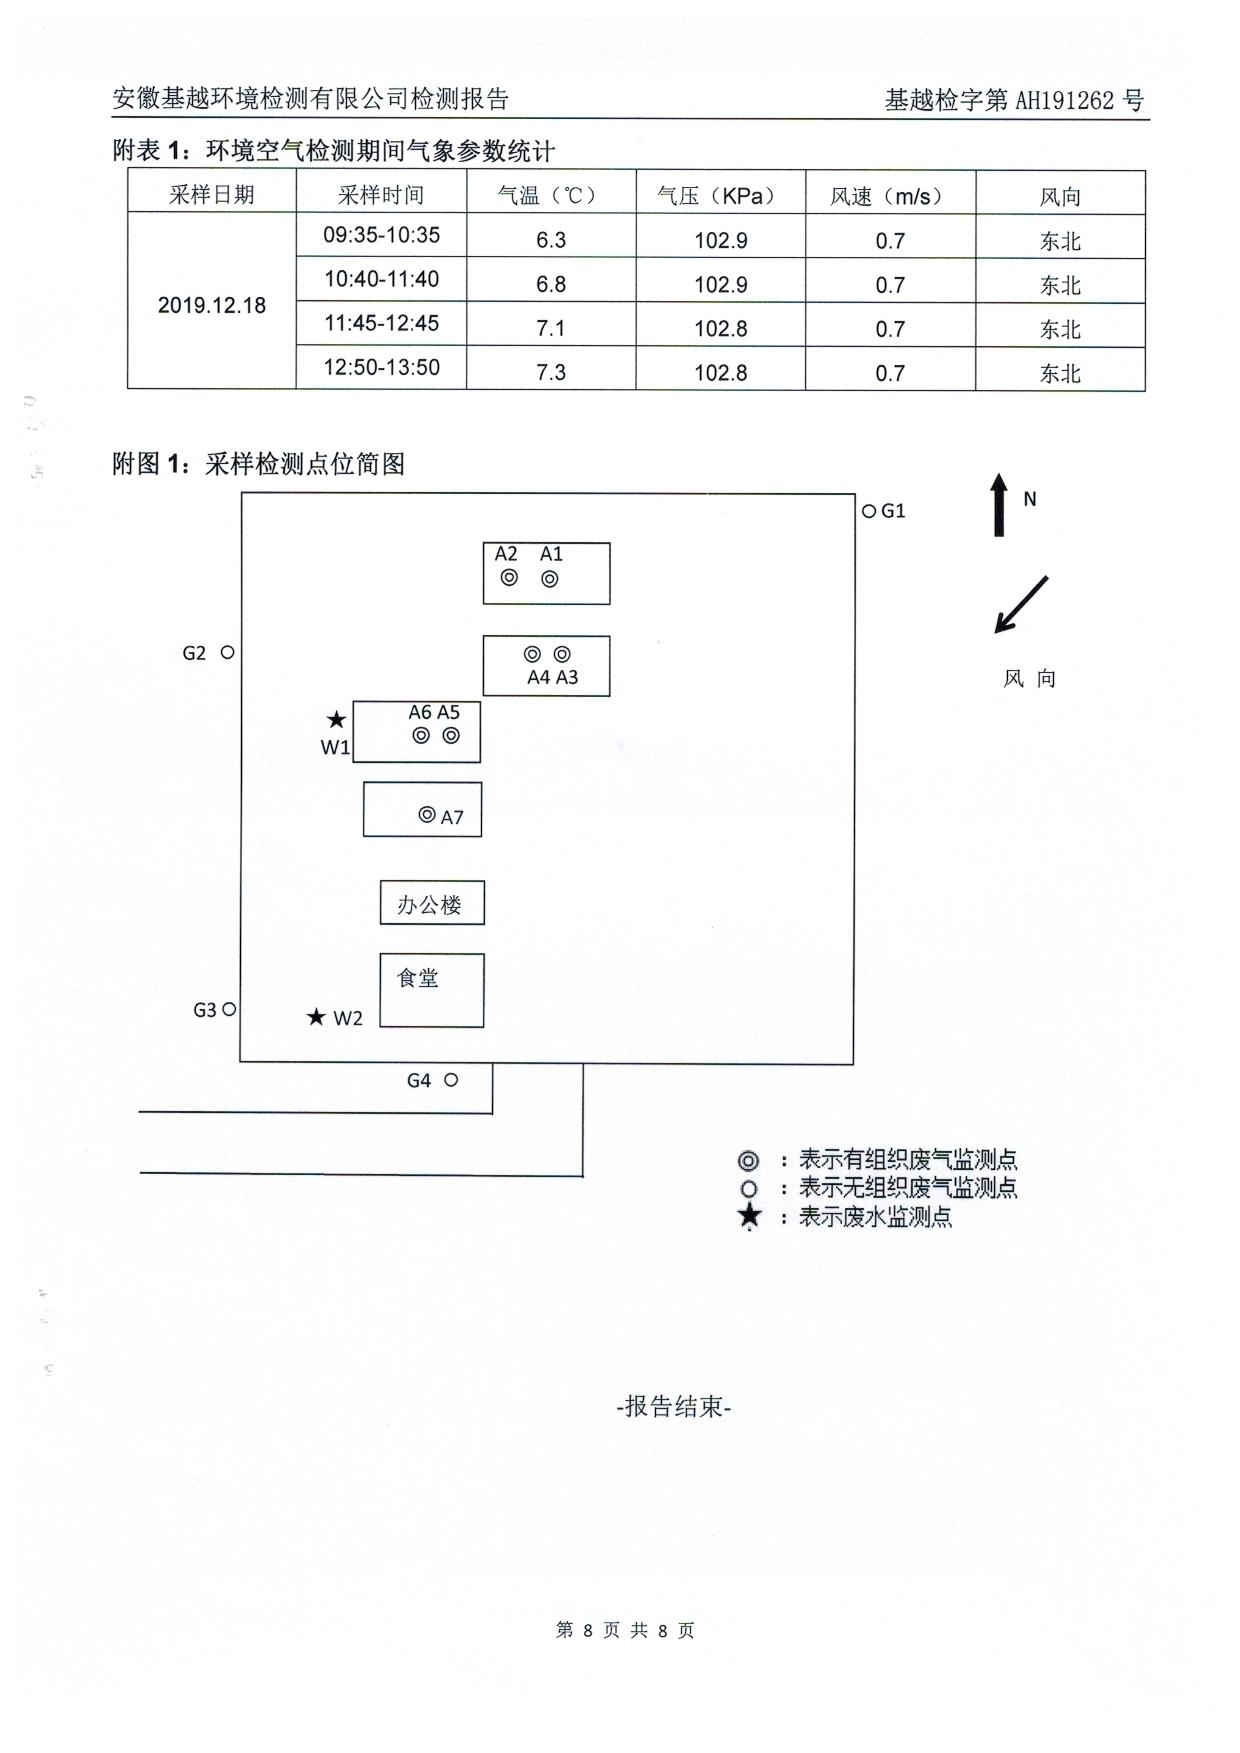 安徽基越环境检测有限公司检测报告 基越检字第 AH191262 号
附表 1：环境空气检测期间气象参数统计
采样日期 采样时间 气温（℃） 气压（KPa） 风速（m/s） 风向
2019.12.18 09:35-10:35 6.3 102.9 0.7 东北
10:40-11:40 6.8 102.9 0.7 东北
11:45-12:45 7.1 102.8 0.7 东北
12:50-13:50 7.3 102.8 0.7 东北
附图 1：采样检测点位简图
N
G1
A2 A1
G2
A4 A3
风 向
A6 A5
W1
A7
办公楼
食堂
G3
W2
G4
◎ ：表示有组织废气监测点
○ ：表示无组织废气监测点
★ ：表示废水监测点
-报告结束-
第 8 页 共 8 页